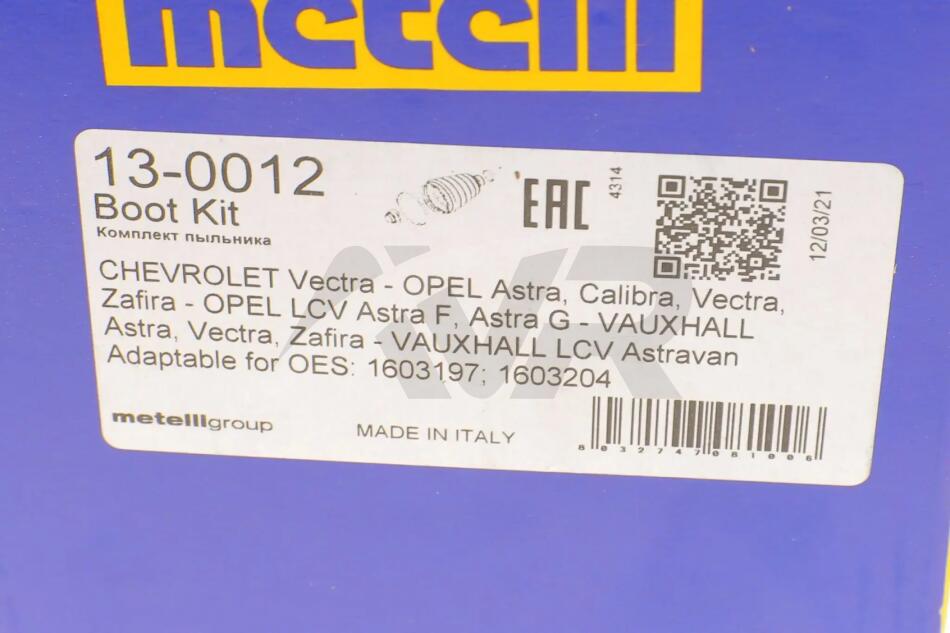 metelli
13-0012
Boot Kit
Комплект пыльника
EAC
4314
12/03/21
CHEVROLET Vectra - OPEL Astra, Calibra, Vectra,
Zafira - OPEL LCV Astra F, Astra G - VAUXHALL
Astra, Vectra, Zafira - VAUXHALL LCV Astravan
Adaptable for OES: 1603197; 1603204
metelligroup
MADE IN ITALY
8032747081006